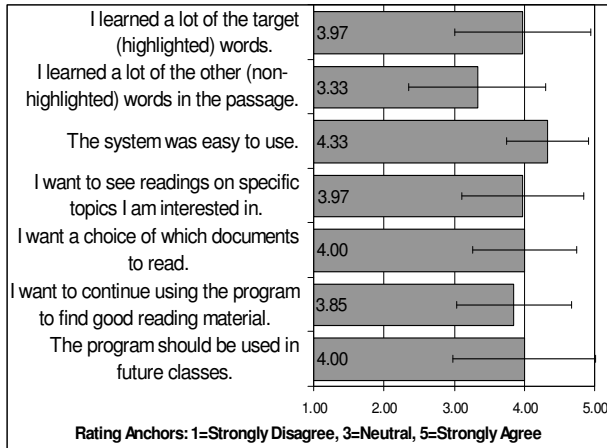 I learned a lot of the target
(highlighted) words.
3.97
I learned a lot of the other (non-
highlighted) words in the passage.
3.33
The system was easy to use.
4.33
I want to see readings on specific
topics I am interested in.
3.97
I want a choice of which documents
to read.
4.00
I want to continue using the program
to find good reading material.
3.85
The program should be used in
future classes.
4.00
1.00 2.00 3.00 4.00 5.00
Rating Anchors: 1=Strongly Disagree, 3=Neutral, 5=Strongly Agree